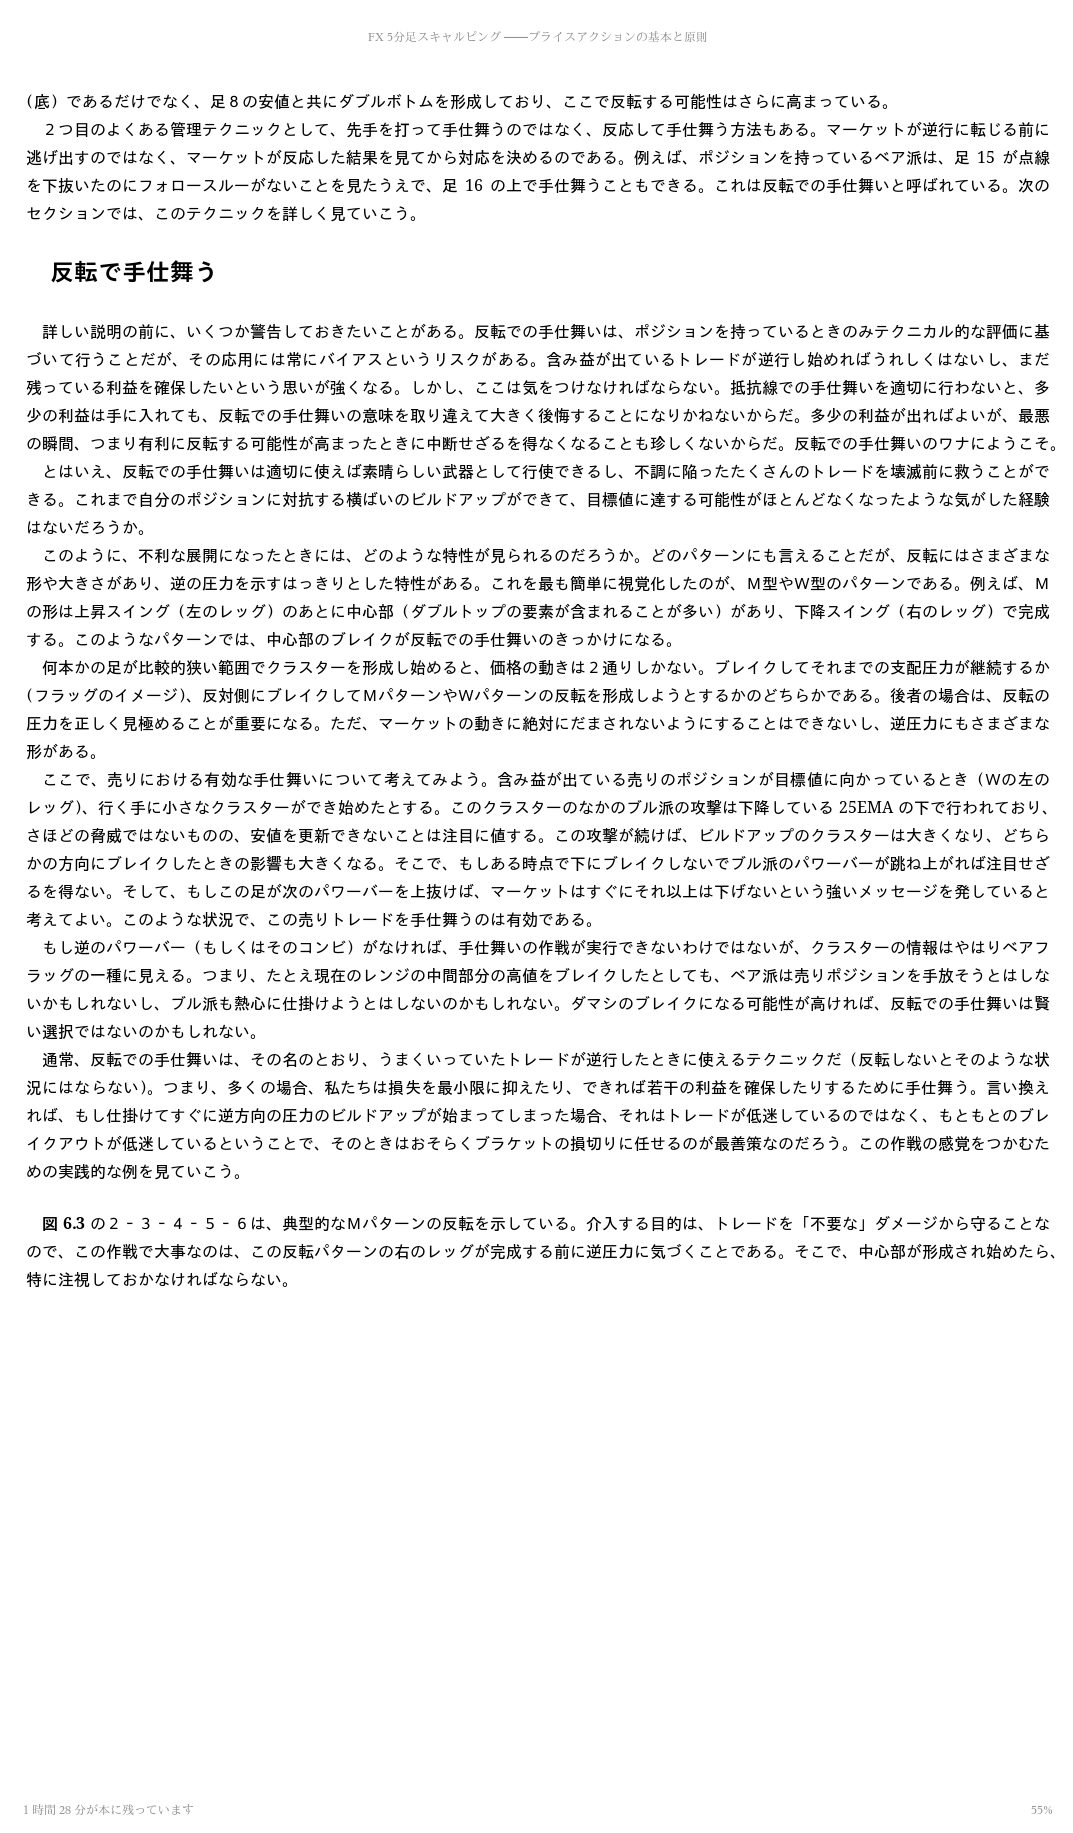 FX 5分足スキャルピング ――プライスアクションの基本と原則
（底）であるだけでなく、足８の安値と共にダブルボトムを形成しており、ここで反転する可能性はさらに高まっている。
２つ目のよくある管理テクニックとして、先手を打って手仕舞うのではなく、反応して手仕舞う方法もある。マーケットが逆行に転じる前に
逃げ出すのではなく、マーケットが反応した結果を見てから対応を決めるのである。例えば、ポジションを持っているベア派は、足 15 が点線
を下抜いたのにフォロースルーがないことを見たうえで、足 16 の上で手仕舞うこともできる。これは反転での手仕舞いと呼ばれている。次の
セクションでは、このテクニックを詳しく見ていこう。
反転で手仕舞う
詳しい説明の前に、いくつか警告しておきたいことがある。反転での手仕舞いは、ポジションを持っているときのみテクニカル的な評価に基
づいて行うことだが、その応用には常にバイアスというリスクがある。含み益が出ているトレードが逆行し始めればうれしくはないし、まだ
残っている利益を確保したいという思いが強くなる。しかし、ここは気をつけなければならない。抵抗線での手仕舞いを適切に行わないと、多
少の利益は手に入れても、反転での手仕舞いの意味を取り違えて大きく後悔することになりかねないからだ。多少の利益が出ればよいが、最悪
の瞬間、つまり有利に反転する可能性が高まったときに中断せざるを得なくなることも珍しくないからだ。反転での手仕舞いのワナにようこそ。
とはいえ、反転での手仕舞いは適切に使えば素晴らしい武器として行使できるし、不調に陥ったたくさんのトレードを壊滅前に救うことがで
きる。これまで自分のポジションに対抗する横ばいのビルドアップができて、目標値に達する可能性がほとんどなくなったような気がした経験
はないだろうか。
このように、不利な展開になったときには、どのような特性が見られるのだろうか。どのパターンにも言えることだが、反転にはさまざまな
形や大きさがあり、逆の圧力を示すはっきりとした特性がある。これを最も簡単に視覚化したのが、Ｍ型やＷ型のパターンである。例えば、Ｍ
の形は上昇スイング（左のレッグ）のあとに中心部（ダブルトップの要素が含まれることが多い）があり、下降スイング（右のレッグ）で完成
する。このようなパターンでは、中心部のブレイクが反転での手仕舞いのきっかけになる。
何本かの足が比較的狭い範囲でクラスターを形成し始めると、価格の動きは２通りしかない。ブレイクしてそれまでの支配圧力が継続するか
（フラッグのイメージ）、反対側にブレイクしてＭパターンやＷパターンの反転を形成しようとするかのどちらかである。後者の場合は、反転の
圧力を正しく見極めることが重要になる。ただ、マーケットの動きに絶対にだまされないようにすることはできないし、逆圧力にもさまざまな
形がある。
ここで、売りにおける有効な手仕舞いについて考えてみよう。含み益が出ている売りのポジションが目標値に向かっているとき（Ｗの左の
レッグ）、行く手に小さなクラスターができ始めたとする。このクラスターのなかのブル派の攻撃は下降している 25EMA の下で行われており、
さほどの脅威ではないものの、安値を更新できないことは注目に値する。この攻撃が続けば、ビルドアップのクラスターは大きくなり、どちら
かの方向にブレイクしたときの影響も大きくなる。そこで、もしある時点で下にブレイクしないでブル派のパワーバーが跳ね上がれば注目せざ
るを得ない。そして、もしこの足が次のパワーバーを上抜けば、マーケットはすぐにそれ以上は下げないという強いメッセージを発していると
考えてよい。このような状況で、この売りトレードを手仕舞うのは有効である。
もし逆のパワーバー（もしくはそのコンビ）がなければ、手仕舞いの作戦が実行できないわけではないが、クラスターの情報はやはりベアフ
ラッグの一種に見える。つまり、たとえ現在のレンジの中間部分の高値をブレイクしたとしても、ベア派は売りポジションを手放そうとはしな
いかもしれないし、ブル派も熱心に仕掛けようとはしないのかもしれない。ダマシのブレイクになる可能性が高ければ、反転での手仕舞いは賢
い選択ではないのかもしれない。
通常、反転での手仕舞いは、その名のとおり、うまくいっていたトレードが逆行したときに使えるテクニックだ（反転しないとそのような状
況にはならない）。つまり、多くの場合、私たちは損失を最小限に抑えたり、できれば若干の利益を確保したりするために手仕舞う。言い換え
れば、もし仕掛けてすぐに逆方向の圧力のビルドアップが始まってしまった場合、それはトレードが低迷しているのではなく、もともとのブレ
イクアウトが低迷しているということで、そのときはおそらくブラケットの損切りに任せるのが最善策なのだろう。この作戦の感覚をつかむた
めの実践的な例を見ていこう。
図 6.3 の２‐３‐４‐５‐６は、典型的なＭパターンの反転を示している。介入する目的は、トレードを「不要な」ダメージから守ることな
ので、この作戦で大事なのは、この反転パターンの右のレッグが完成する前に逆圧力に気づくことである。そこで、中心部が形成され始めたら、
特に注視しておかなければならない。
1 時間 28 分が本に残っています
55%